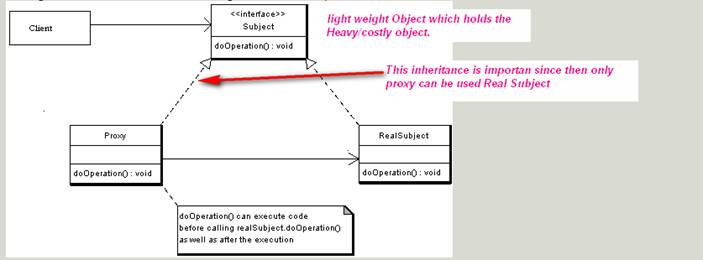 Client
<<interface>>
Subject
doOperation() : void
light weight Object which holds the
Heavy/costly object.
This inheritance is importan since then only
proxy can be used Real Subject
Proxy
doOperation() : void
RealSubject
doOperation() : void
doOperation() can execute code
before calling realSubject.doOperation()
as well as after the execution